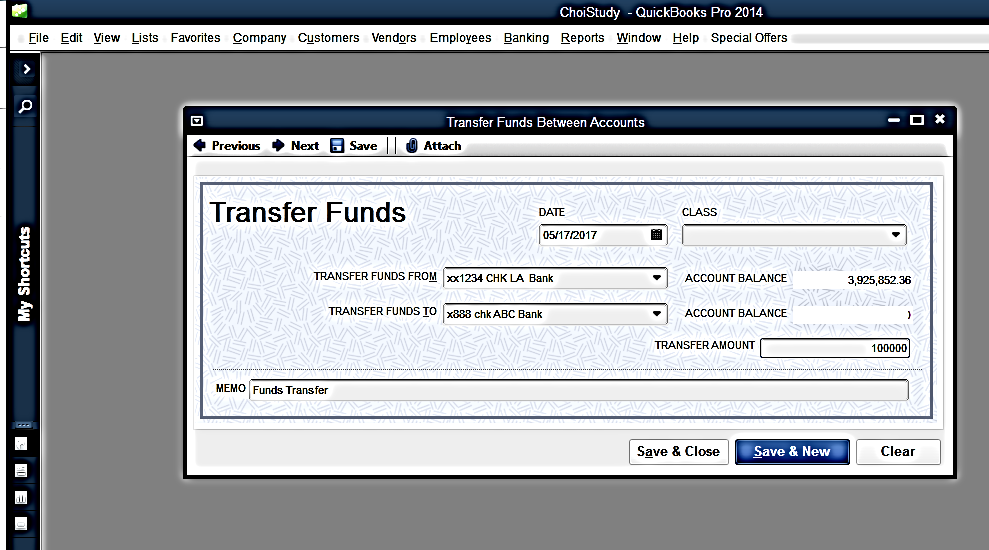 ChoiStudy - QuickBooks Pro 2014
File Edit View Lists Favorites Company Customers Vendors Employees Banking Reports Window Help Special Offers
My Shortcuts
Transfer Funds Between Accounts
Previous Next Save Attach
Transfer Funds
DATE CLASS
05/17/2017
TRANSFER FUNDS FROM xx1234 CHK LA Bank ACCOUNT BALANCE 3,925,852.36
TRANSFER FUNDS TO x888 chk ABC Bank ACCOUNT BALANCE )
TRANSFER AMOUNT 100000
MEMO Funds Transfer
Save & Close Save & New Clear